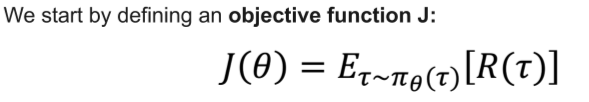 We start by defining an objective function J:
J(θ) = E_{τ~π_θ(τ)}[R(τ)]